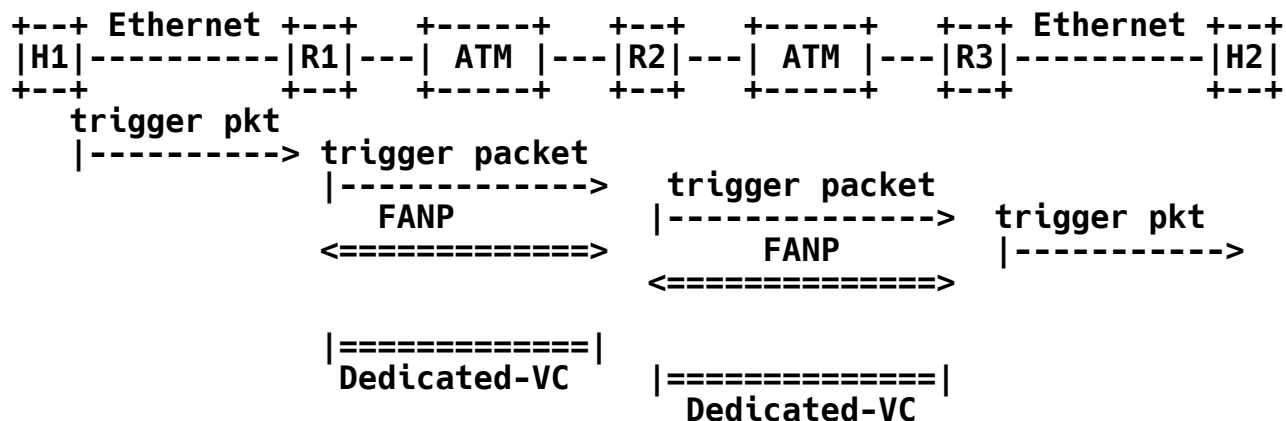 +--+ Ethernet +--+   +-----+   +--+   +-----+   +--+ Ethernet +--+
|H1|----------|R1|---| ATM |---|R2|---| ATM |---|R3|----------|H2|
+--+          +--+   +-----+   +--+   +-----+   +--+          +--+
   trigger pkt
   |----------> trigger packet
                |-------------> trigger packet
                   FANP           |--------------> trigger pkt
                <=============>        FANP        |----------->
                                  <==============>
                |=============|
                 Dedicated-VC     |==============|
                                    Dedicated-VC